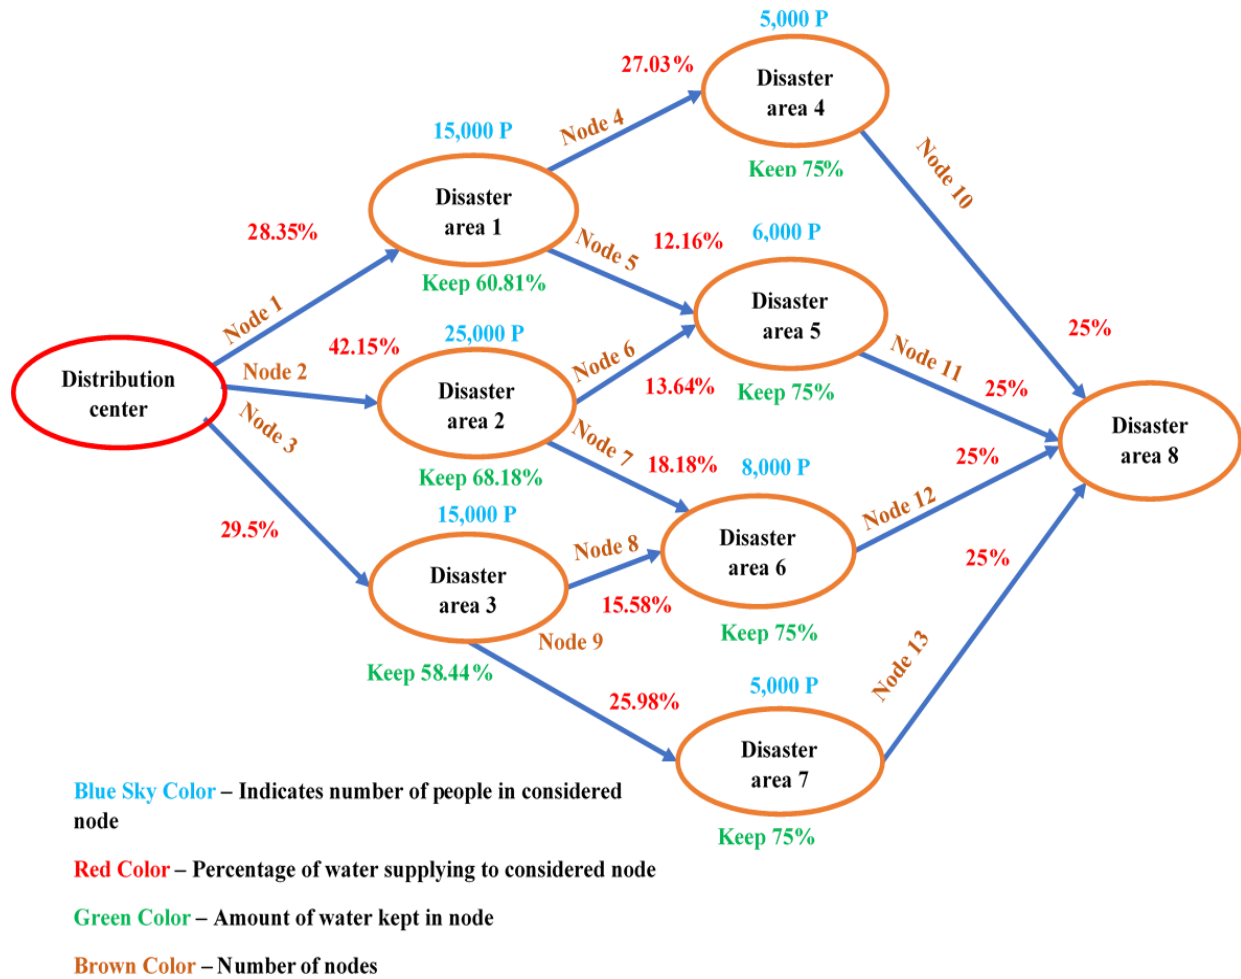 5,000 P
27.03%
Disaster
area 4
Node 4
15,000 P
Keep 75%
Node 10
Disaster
area 1
28.35%
Node 5
12.16%
6,000 P
Keep 60.81%
Disaster
area 5
Node 1
25%
42.15%
25,000 P
Node 6
Node 11
Node 2
13.64%
Keep 75%
25%
Distribution
center
Disaster
area 2
Disaster
area 8
Node 3
Node 7
18.18%
8,000 P
25%
Keep 68.18%
Node 12
15,000 P
29.5%
Node 8
Disaster
area 6
25%
Disaster
area 3
15.58%
Keep 75%
Node 9
Node 13
Keep 58.44%
25.98%
5,000 P
Disaster
area 7
Keep 75%
Blue Sky Color – Indicates number of people in considered
node
Red Color – Percentage of water supplying to considered node
Green Color – Amount of water kept in node
Brown Color – Number of nodes